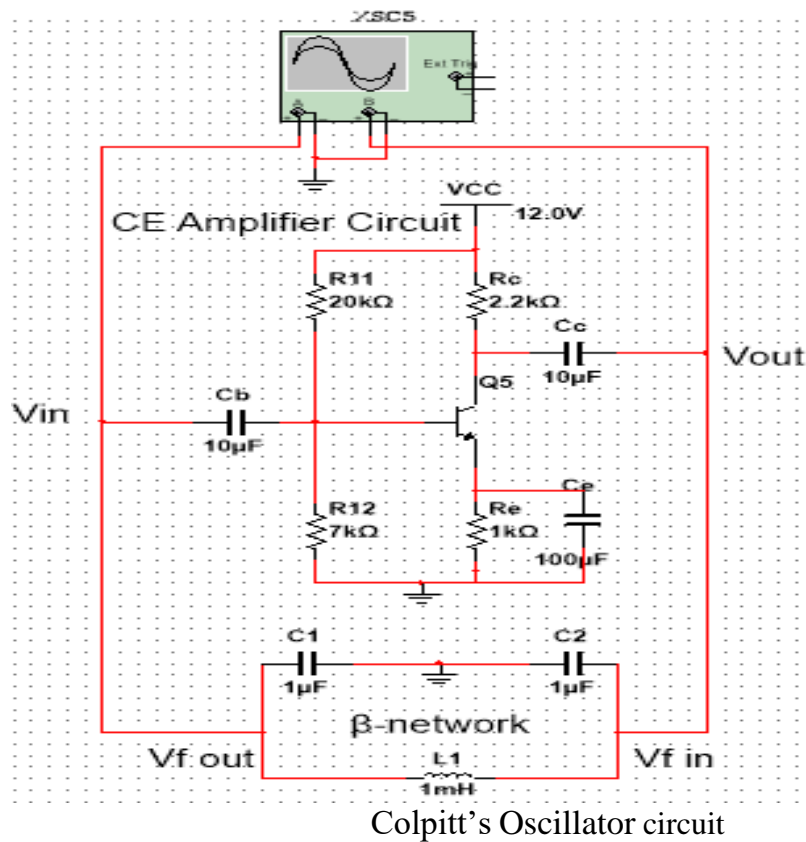 XSC5
Ext Trig
A
B
VCC
12.0V
CE Amplifier Circuit
R11
20kΩ
Rc
2.2kΩ
Cc
10μF
Vout
Q5
Cb
10μF
Vin
R12
7kΩ
Re
1kΩ
Ce
100μF
C1
1μF
C2
1μF
β-network
Vf out
Vf in
L1
1mH
Colpitt's Oscillator circuit